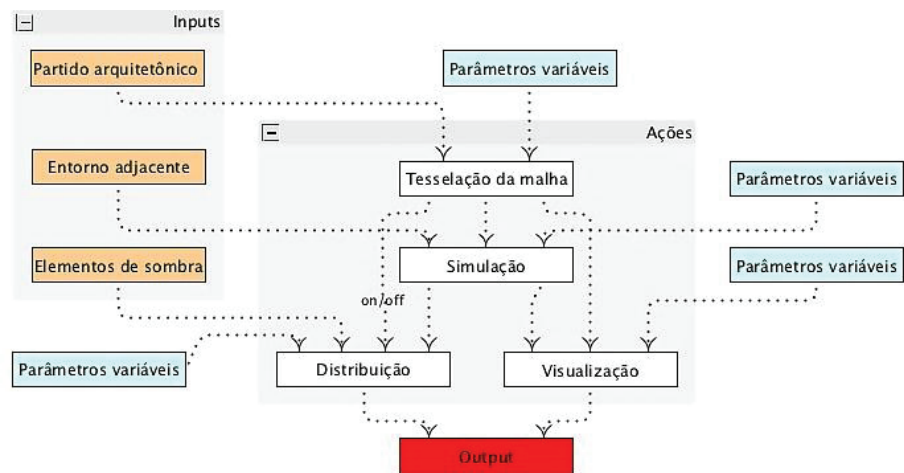 Inputs
Partido arquitetônico
Parâmetros variáveis
Ações
Entorno adjacente
Tesselação da malha
Parâmetros variáveis
Elementos de sombra
Simulação
Parâmetros variáveis
on/off
Parâmetros variáveis
Distribuição
Visualização
Output